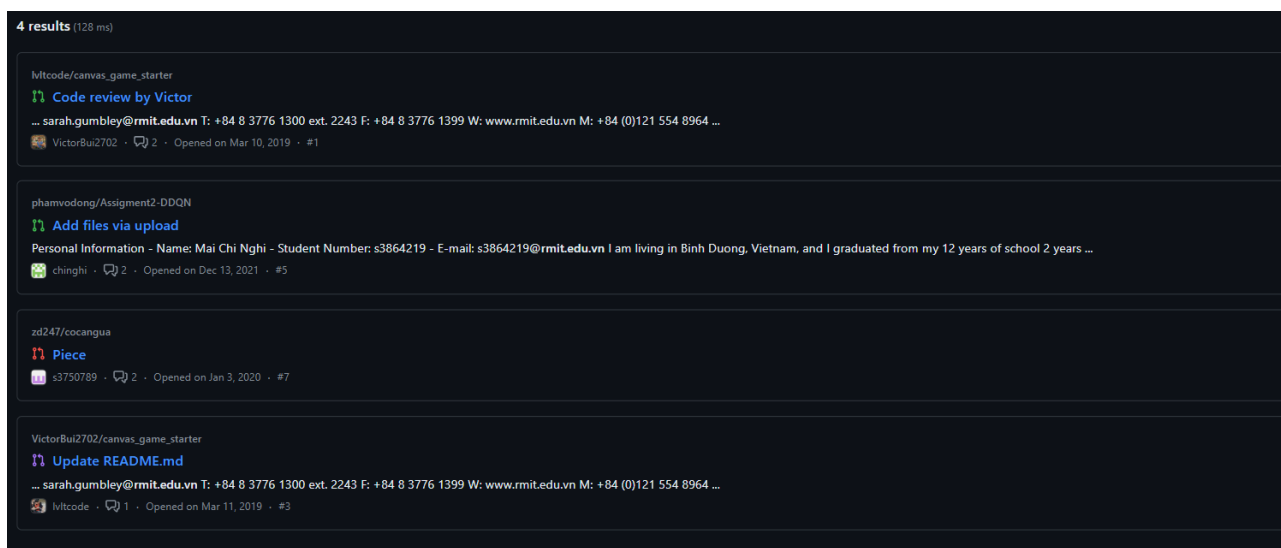 4 results (128 ms)
lvltcode/canvas_game_starter
Code review by Victor
... sarah.gumbley@rmit.edu.vn T: +84 8 3776 1300 ext. 2243 F: +84 8 3776 1399 W: www.rmit.edu.vn M: +84 (0)121 554 8964 ...
VictorBui2702 · 2 · Opened on Mar 10, 2019 · #1
phamvodong/Assigment2-DDQN
Add files via upload
Personal Information - Name: Mai Chi Nghi - Student Number: s3864219 - E-mail: s3864219@rmit.edu.vn I am living in Binh Duong, Vietnam, and I graduated from my 12 years of school 2 years ...
chinghi · 2 · Opened on Dec 13, 2021 · #5
zd247/cocangua
Piece
s3750789 · 2 · Opened on Jan 3, 2020 · #7
VictorBui2702/canvas_game_starter
Update README.md
... sarah.gumbley@rmit.edu.vn T: +84 8 3776 1300 ext. 2243 F: +84 8 3776 1399 W: www.rmit.edu.vn M: +84 (0)121 554 8964 ...
lvltcode · 1 · Opened on Mar 11, 2019 · #3